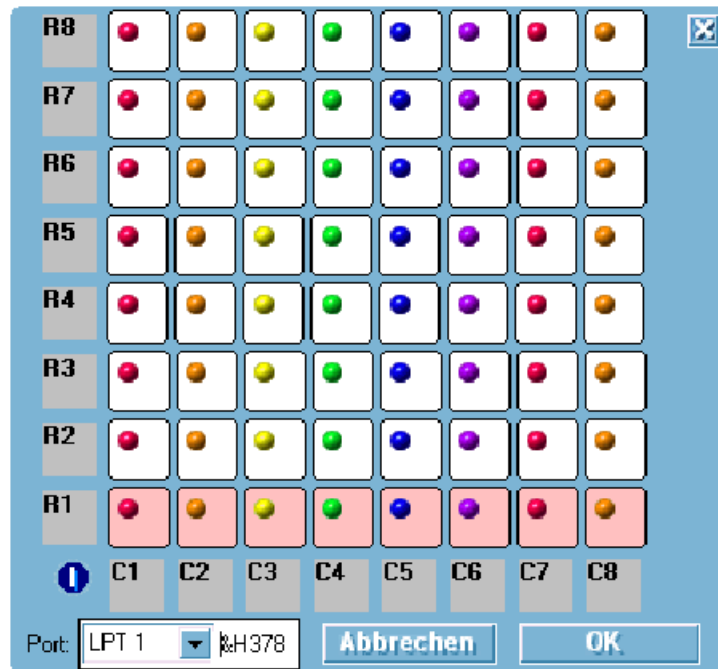 R8
R7
R6
R5
R4
R3
R2
R1
C1 C2 C3 C4 C5 C6 C7 C8
Port: LPT 1 &H378 Abbrechen OK